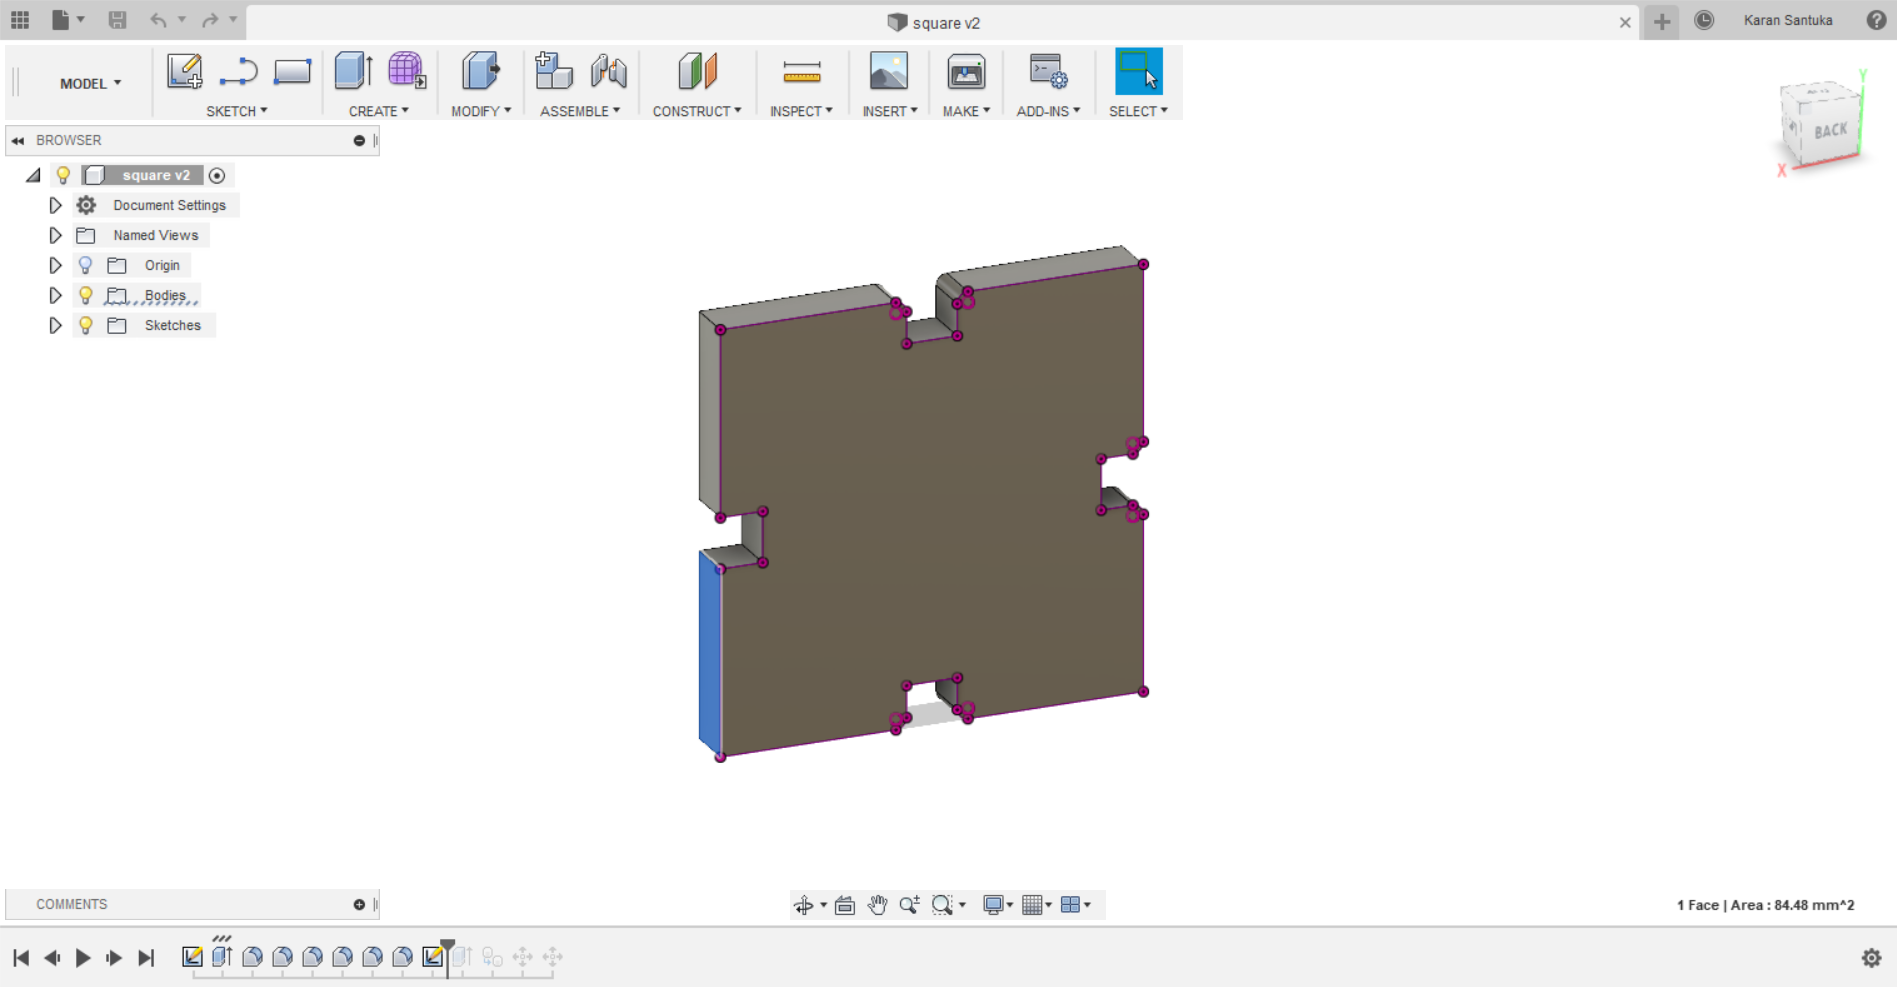 square v2
Karan Santuka
MODEL
SKETCH
CREATE
MODIFY
ASSEMBLE
CONSTRUCT
INSPECT
INSERT
MAKE
ADD-INS
SELECT
Y
BACK
X
BROWSER
square v2
Document Settings
Named Views
Origin
Bodies
Sketches
COMMENTS
1 Face | Area : 84.48 mm^2